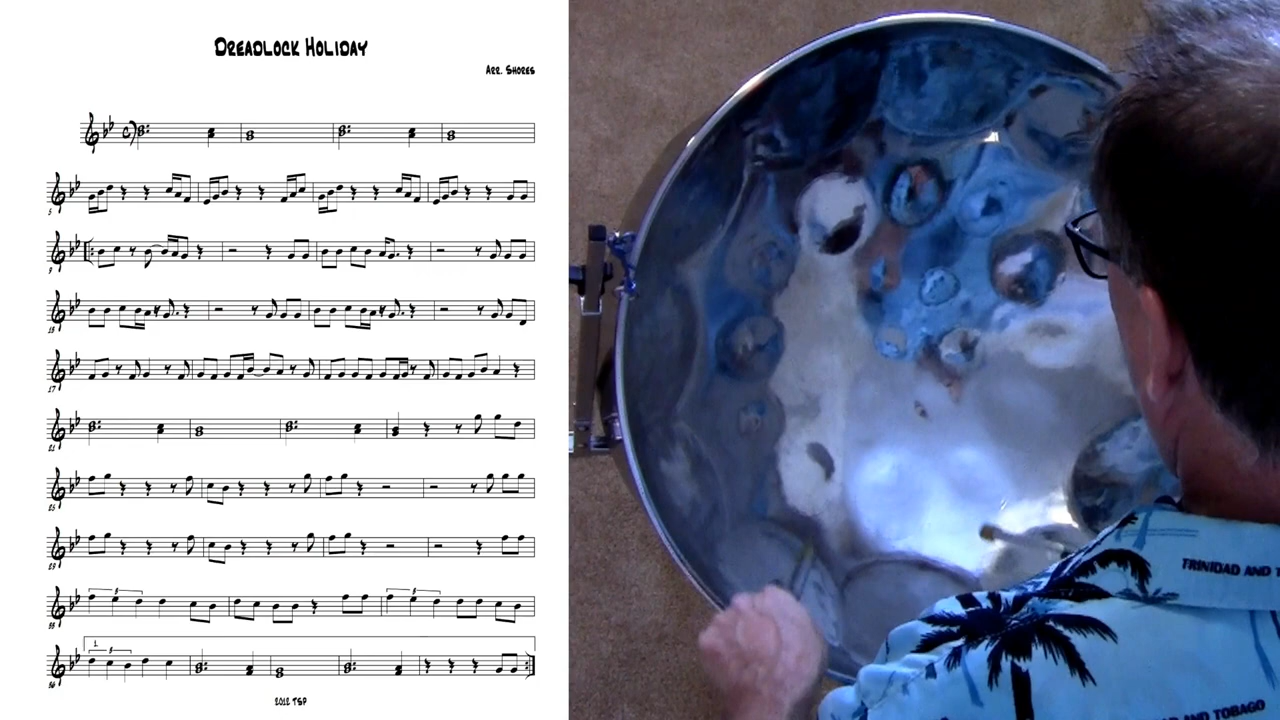 Dreadlock Holiday
Arr. Shores
5
9
13
17
21
25
29
33
1
3
36
2012 TSP
TRINIDAD AND T
AND TOBAGO